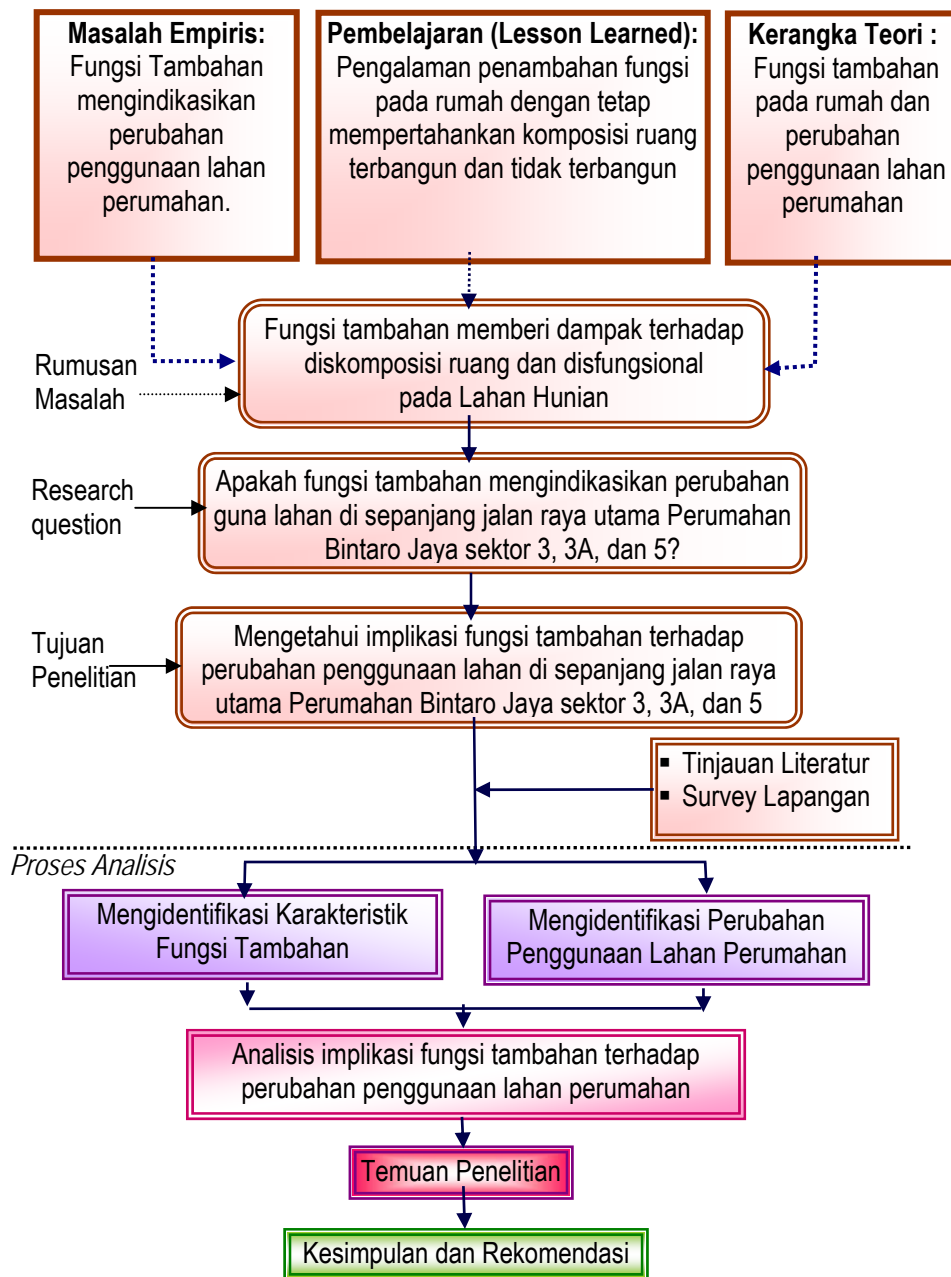 Masalah Empiris:
Fungsi Tambahan
mengindikasikan
perubahan
penggunaan lahan
perumahan.
Pembelajaran (Lesson Learned):
Pengalaman penambahan fungsi
pada rumah dengan tetap
mempertahankan komposisi ruang
terbangun dan tidak terbangun
Kerangka Teori :
Fungsi tambahan
pada rumah dan
perubahan
penggunaan lahan
perumahan
Rumusan
Masalah
Fungsi tambahan memberi dampak terhadap
diskomposisi ruang dan disfungsional
pada Lahan Hunian
Research
question
Apakah fungsi tambahan mengindikasikan perubahan
guna lahan di sepanjang jalan raya utama Perumahan
Bintaro Jaya sektor 3, 3A, dan 5?
Tujuan
Penelitian
Mengetahui implikasi fungsi tambahan terhadap
perubahan penggunaan lahan di sepanjang jalan raya
utama Perumahan Bintaro Jaya sektor 3, 3A, dan 5
▪ Tinjauan Literatur
▪ Survey Lapangan
Proses Analisis
Mengidentifikasi Karakteristik
Fungsi Tambahan
Mengidentifikasi Perubahan
Penggunaan Lahan Perumahan
Analisis implikasi fungsi tambahan terhadap
perubahan penggunaan lahan perumahan
Temuan Penelitian
Kesimpulan dan Rekomendasi